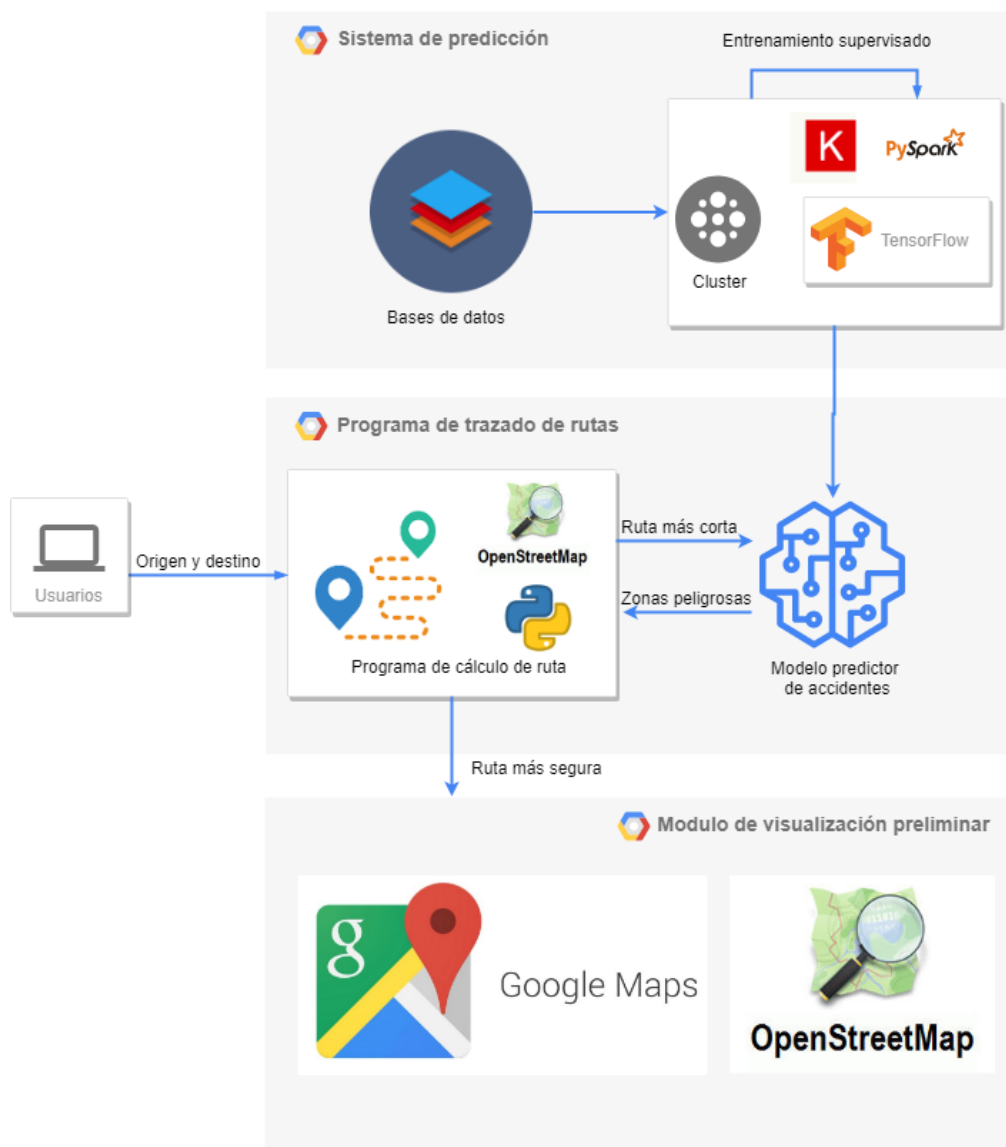 Sistema de predicción
Entrenamiento supervisado
K
PySpark
TensorFlow
Cluster
Bases de datos
Programa de trazado de rutas
Usuarios
Origen y destino
OpenStreetMap
Programa de cálculo de ruta
Ruta más corta
Zonas peligrosas
Modelo predictor
de accidentes
Ruta más segura
Modulo de visualización preliminar
g
Google Maps
OpenStreetMap